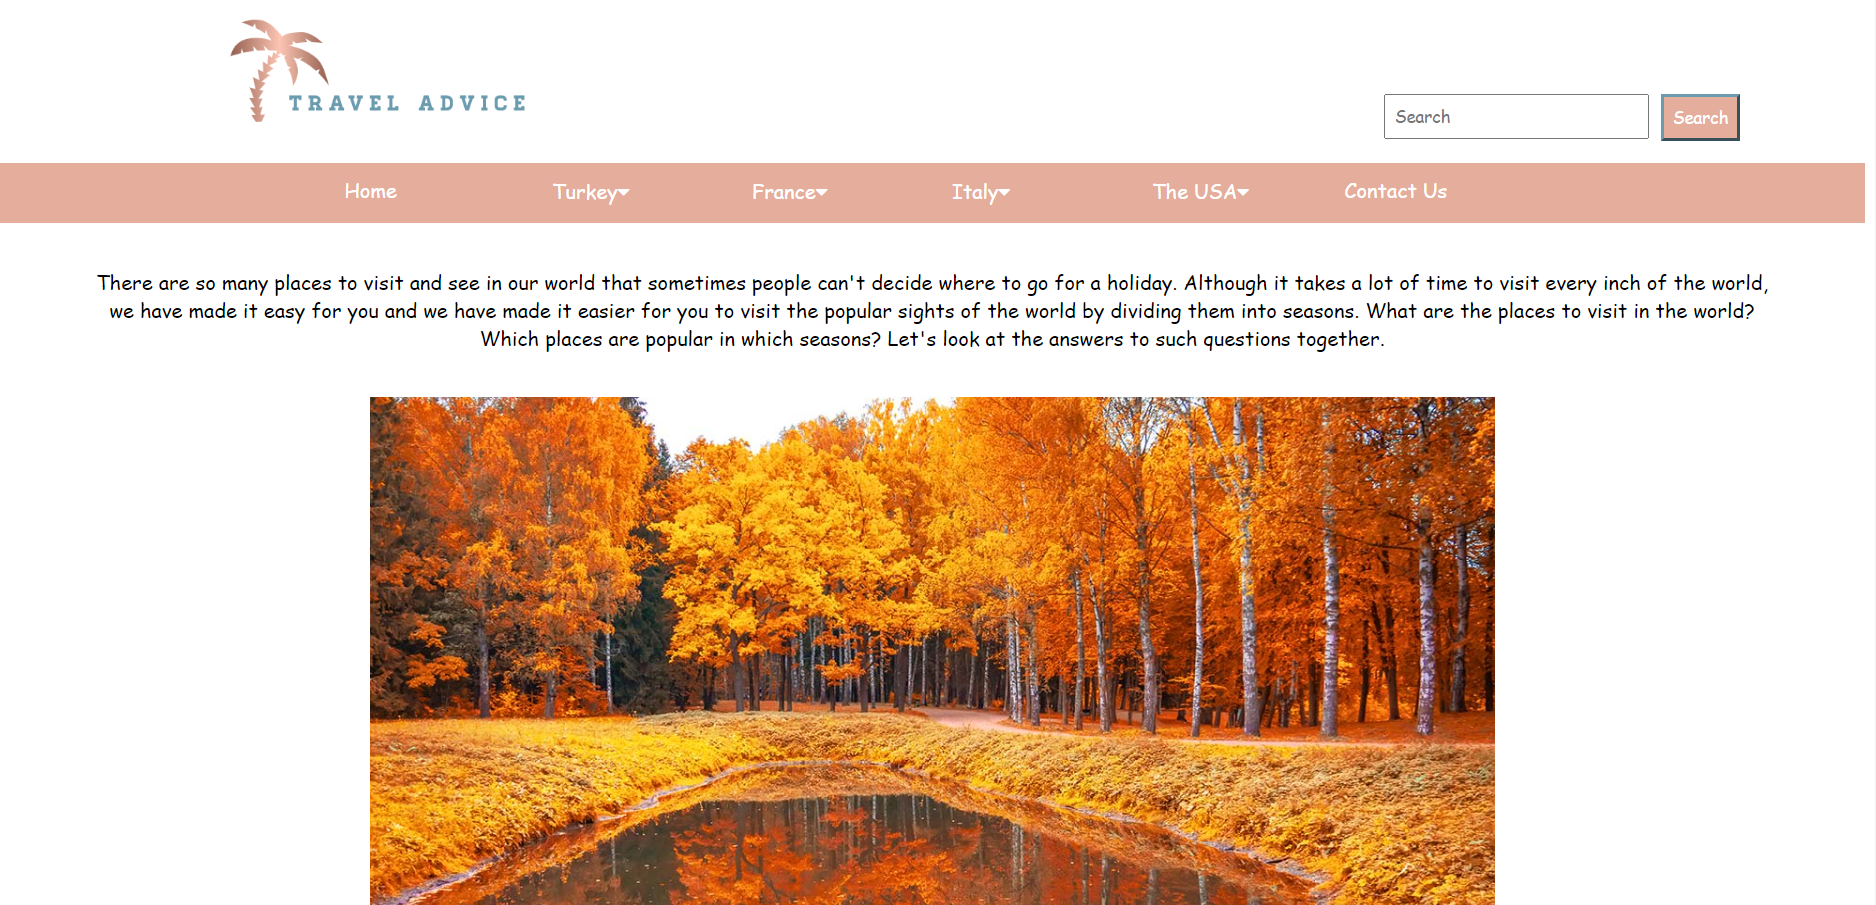 TRAVEL ADVICE
Search
Search
Home
Turkey
France
Italy
The USA
Contact Us
There are so many places to visit and see in our world that sometimes people can't decide where to go for a holiday. Although it takes a lot of time to visit every inch of the world,
we have made it easy for you and we have made it easier for you to visit the popular sights of the world by dividing them into seasons. What are the places to visit in the world?
Which places are popular in which seasons? Let's look at the answers to such questions together.